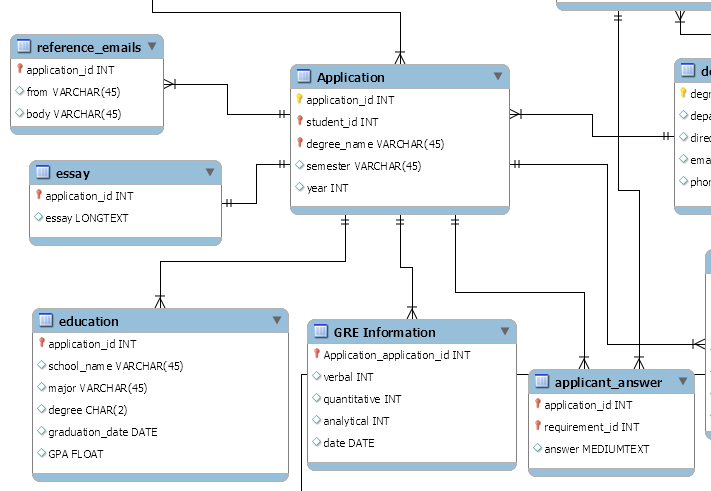 reference_emails
application_id INT
from VARCHAR(45)
body VARCHAR(45)
Application
application_id INT
student_id INT
degree_name VARCHAR(45)
semester VARCHAR(45)
year INT
essay
application_id INT
essay LONGTEXT
education
application_id INT
school_name VARCHAR(45)
major VARCHAR(45)
degree CHAR(2)
graduation_date DATE
GPA FLOAT
GRE Information
Application_application_id INT
verbal INT
quantitative INT
analytical INT
date DATE
applicant_answer
application_id INT
requirement_id INT
answer MEDIUMTEXT